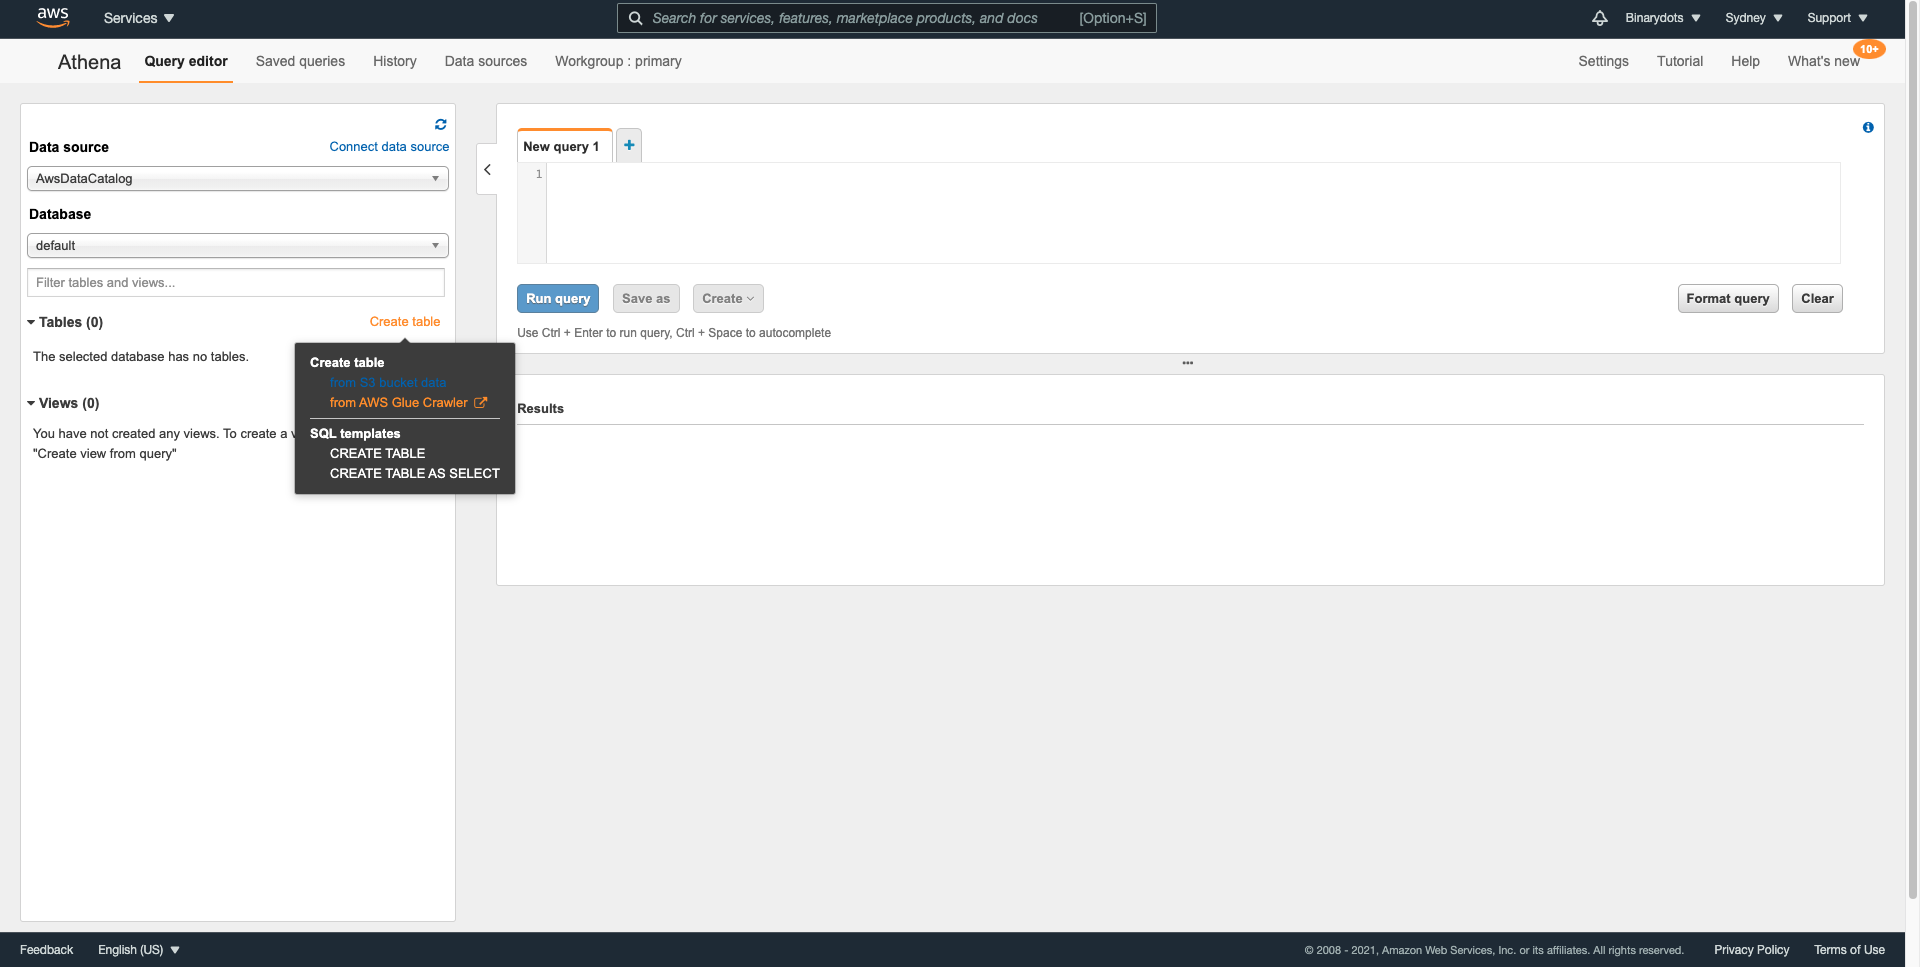 aws Services Search for services, features, marketplace products, and docs [Option+S] Binarydots Sydney Support
Athena Query editor Saved queries History Data sources Workgroup : primary Settings Tutorial Help What's new 10+
Data source Connect data source
AwsDataCatalog
Database
default
Filter tables and views...
Tables (0) Create table
The selected database has no tables.
Views (0)
You have not created any views. To create a v
"Create view from query"
Create table
from S3 bucket data
from AWS Glue Crawler
SQL templates
CREATE TABLE
CREATE TABLE AS SELECT
New query 1 +
1
Run query Save as Create Format query Clear
Use Ctrl + Enter to run query, Ctrl + Space to autocomplete
Results
Feedback English (US) © 2008 - 2021, Amazon Web Services, Inc. or its affiliates. All rights reserved. Privacy Policy Terms of Use